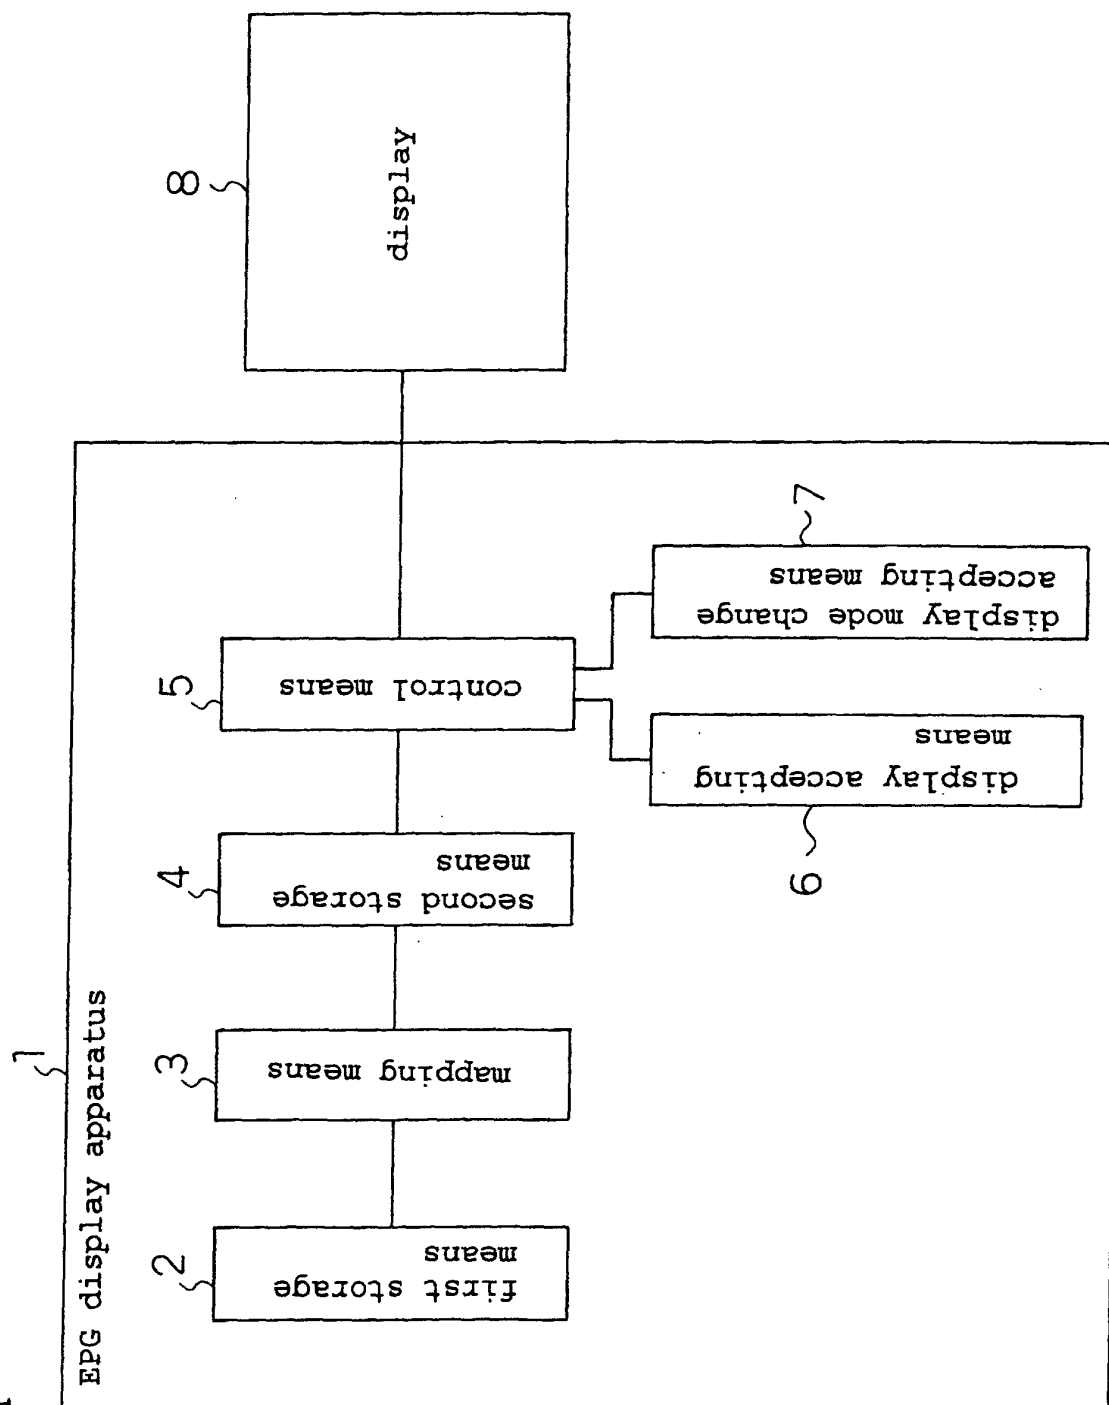 1
EPG display apparatus
2
first storage
means
3
mapping means
4
second storage
means
5
control means
6
display accepting
means
7
display mode change
accepting means
8
display